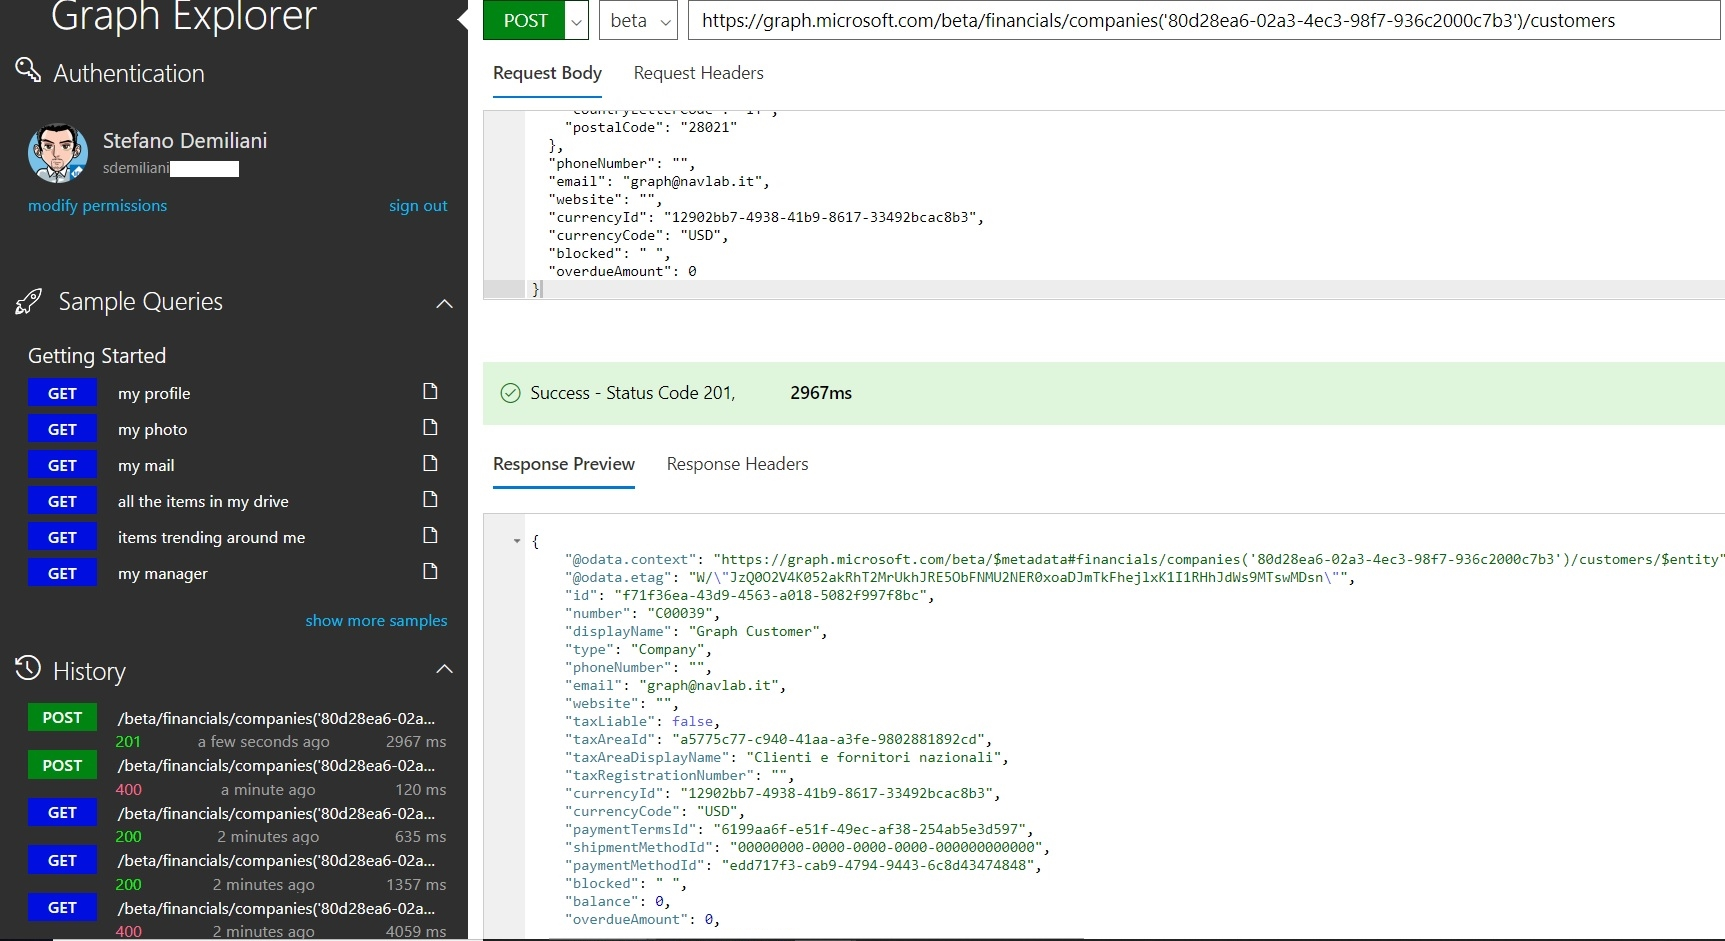 Graph Explorer
Authentication
Stefano Demiliani
sdemiliani
modify permissions
sign out
Sample Queries
Getting Started
GET my profile
GET my photo
GET my mail
GET all the items in my drive
GET items trending around me
GET my manager
show more samples
History
POST /beta/financials/companies('80d28ea6-02a...
201 a few seconds ago 2967 ms
POST /beta/financials/companies('80d28ea6-02a...
400 a minute ago 120 ms
GET /beta/financials/companies('80d28ea6-02a...
200 2 minutes ago 635 ms
GET /beta/financials/companies('80d28ea6-02a...
200 2 minutes ago 1357 ms
GET /beta/financials/companies('80d28ea6-02a...
400 2 minutes ago 4059 ms
POST beta https://graph.microsoft.com/beta/financials/companies('80d28ea6-02a3-4ec3-98f7-936c2000c7b3')/customers
Request Body Request Headers
"countryLetterCode": "IT",
"postalCode": "28021"
},
"phoneNumber": "",
"email": "graph@navlab.it",
"website": "",
"currencyId": "12902bb7-4938-41b9-8617-33492bcac8b3",
"currencyCode": "USD",
"blocked": " ",
"overdueAmount": 0
}
Success - Status Code 201, 2967ms
Response Preview Response Headers
{
"@odata.context": "https://graph.microsoft.com/beta/$metadata#financials/companies('80d28ea6-02a3-4ec3-98f7-936c2000c7b3')/customers/$entity"
"@odata.etag": "W/\"JzQ0O2V4K052akRhT2MrUkhJRE5ObFNMU2NER0xoaDJmTkFhejlxK1I1RHhJdWs9MTswMDsn\"",
"id": "f71f36ea-43d9-4563-a018-5082f997f8bc",
"number": "C00039",
"displayName": "Graph Customer",
"type": "Company",
"phoneNumber": "",
"email": "graph@navlab.it",
"website": "",
"taxLiable": false,
"taxAreaId": "a5775c77-c940-41aa-a3fe-9802881892cd",
"taxAreaDisplayName": "Clienti e fornitori nazionali",
"taxRegistrationNumber": "",
"currencyId": "12902bb7-4938-41b9-8617-33492bcac8b3",
"currencyCode": "USD",
"paymentTermsId": "6199aa6f-e51f-49ec-af38-254ab5e3d597",
"shipmentMethodId": "00000000-0000-0000-0000-000000000000",
"paymentMethodId": "edd717f3-cab9-4794-9443-6c8d43474848",
"blocked": " ",
"balance": 0,
"overdueAmount": 0,